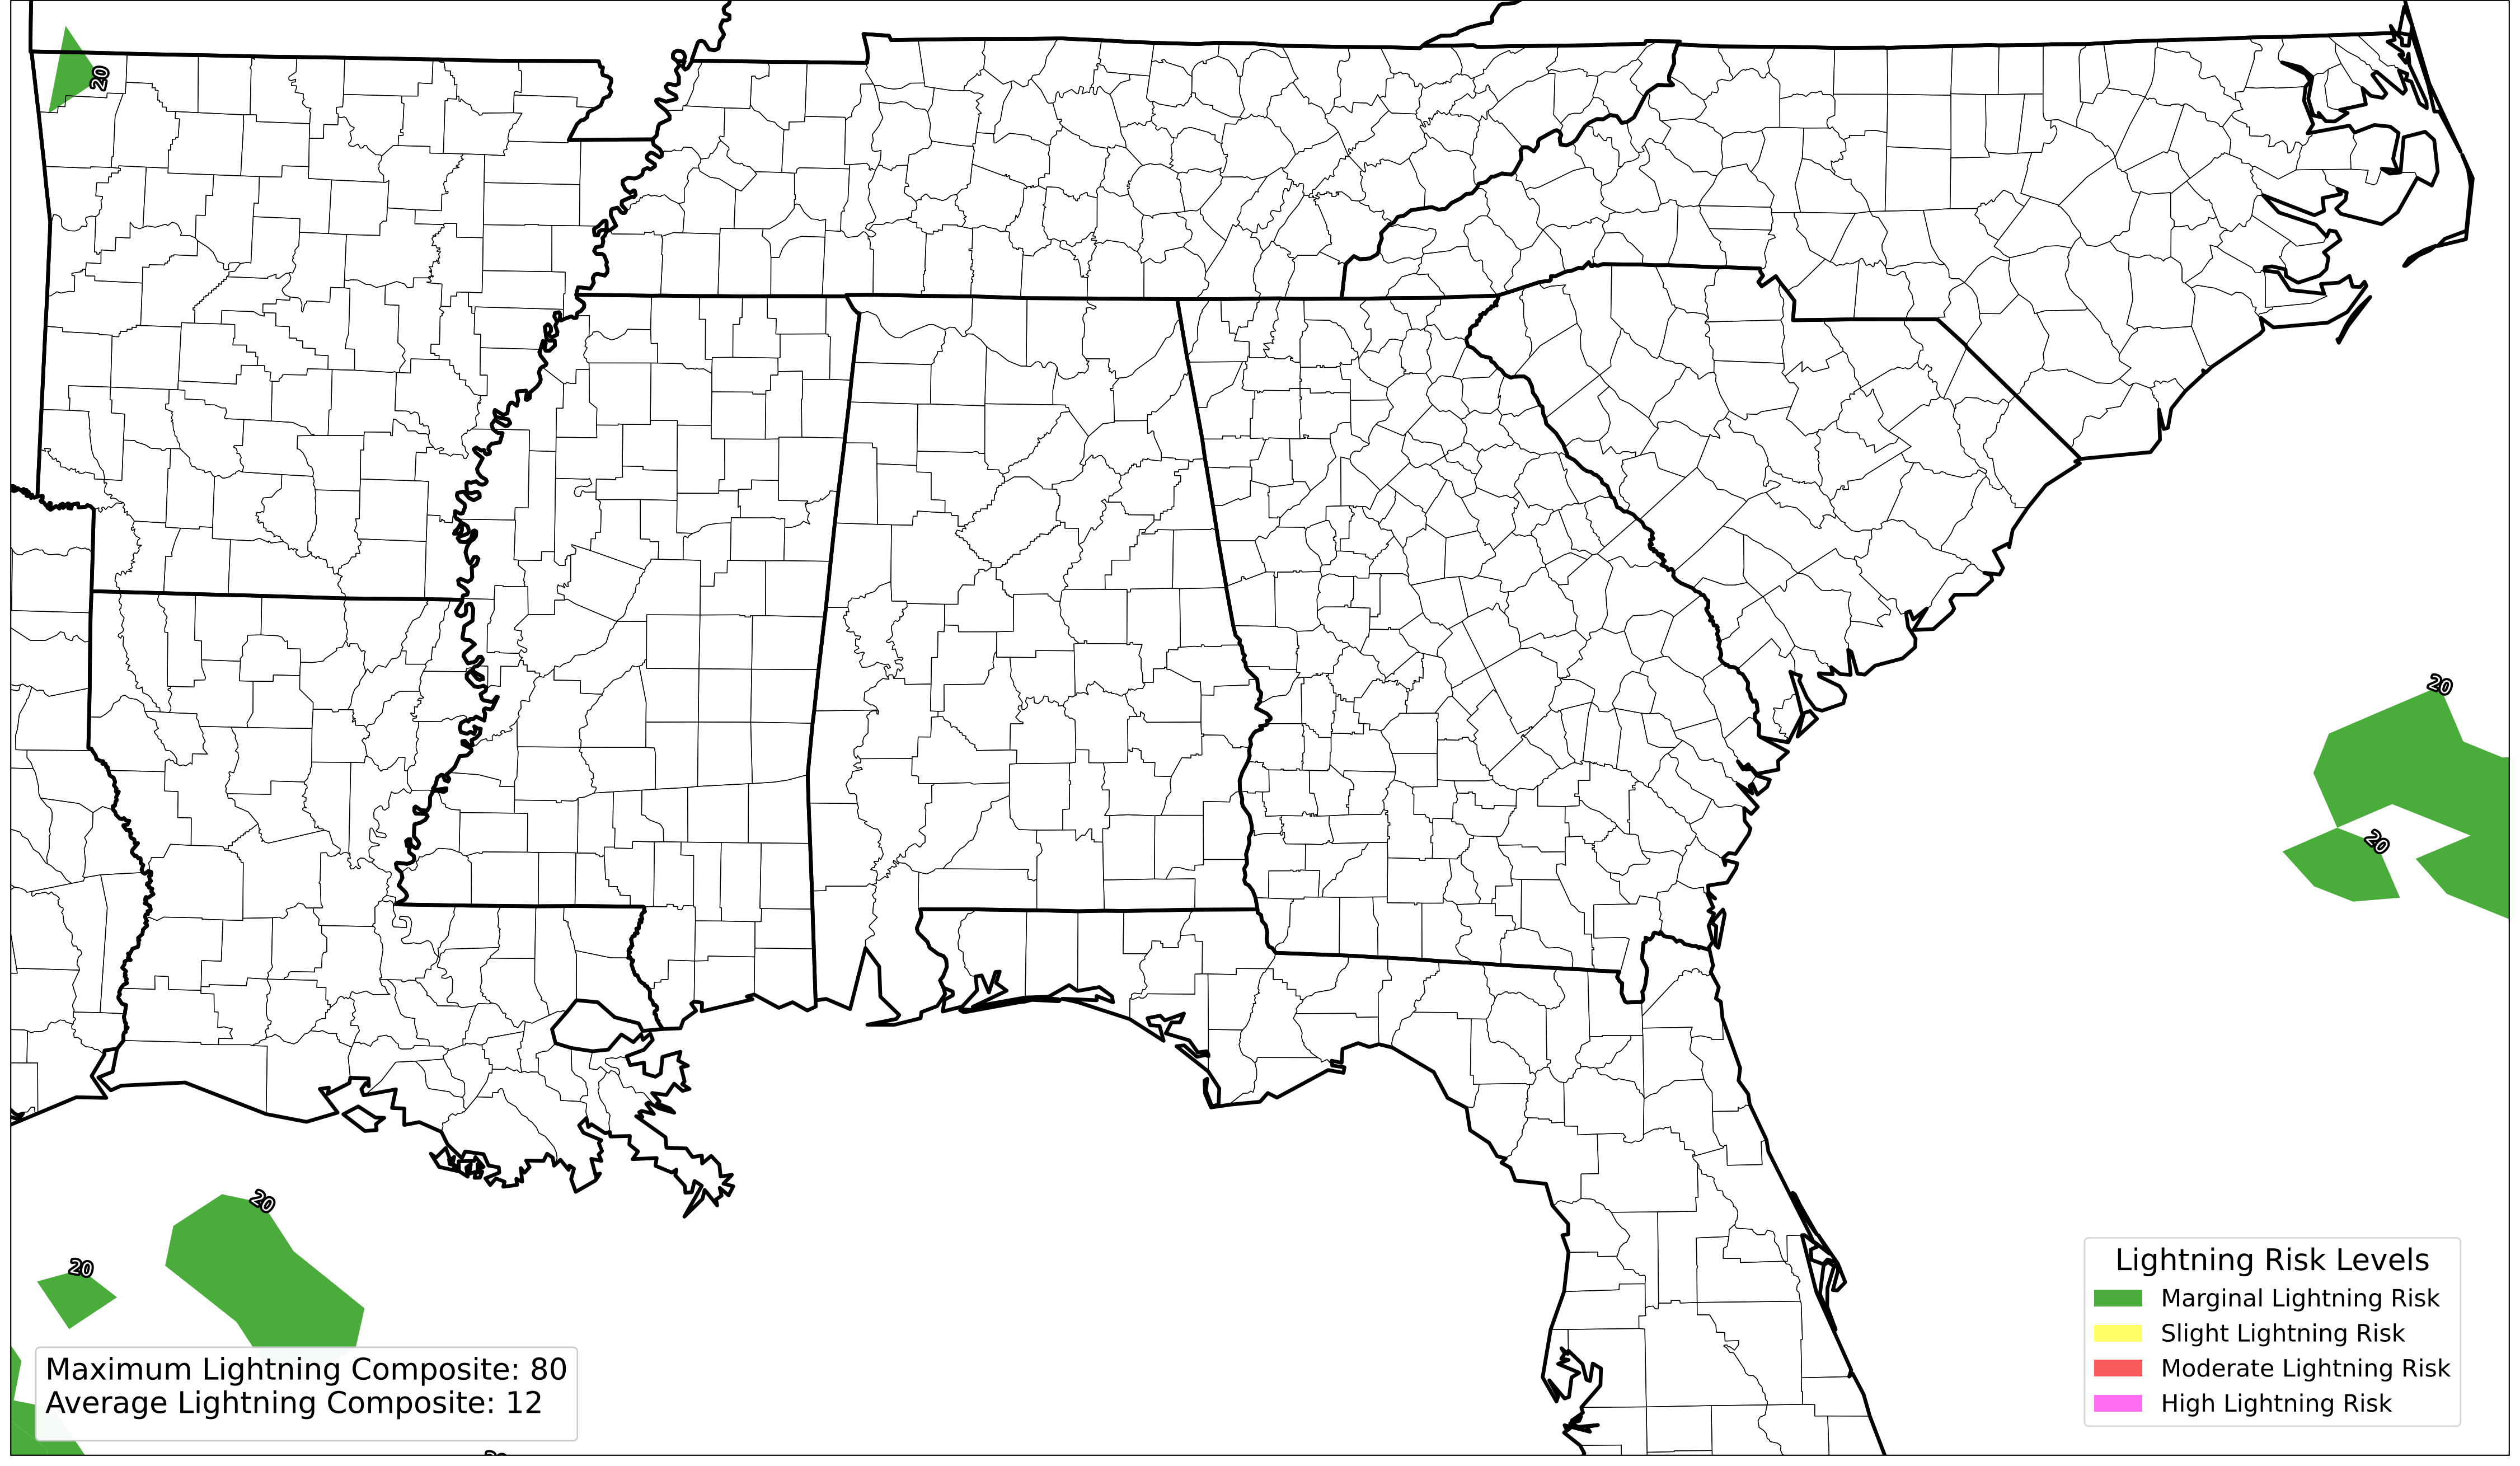 20
20
20
20
20
Lightning Risk Levels
Marginal Lightning Risk
Slight Lightning Risk
Moderate Lightning Risk
High Lightning Risk
Maximum Lightning Composite: 80
Average Lightning Composite: 12